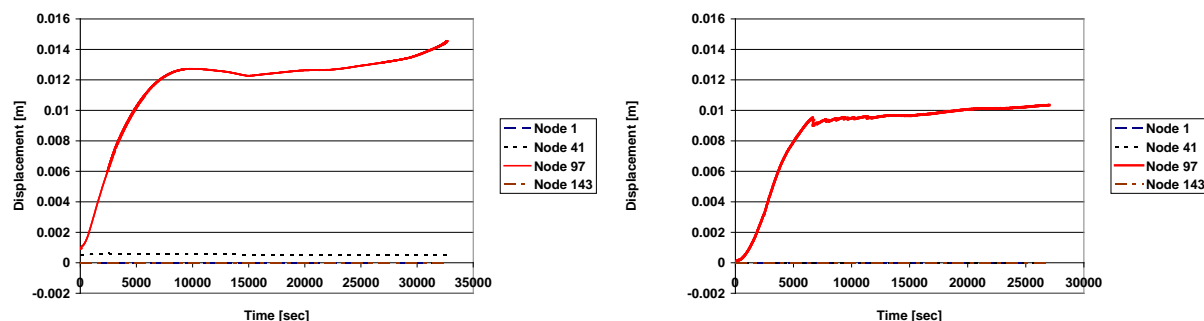 0.016
0.014
0.012
0.01
0.008
0.006
0.004
0.002
0
-0.002
0 5000 10000 15000 20000 25000 30000 35000
Displacement [m]
Time [sec]
Node 1
Node 41
Node 97
Node 143
0.016
0.014
0.012
0.01
0.008
0.006
0.004
0.002
0
-0.002
0 5000 10000 15000 20000 25000 30000
Displacement [m]
Time [sec]
Node 1
Node 41
Node 97
Node 143